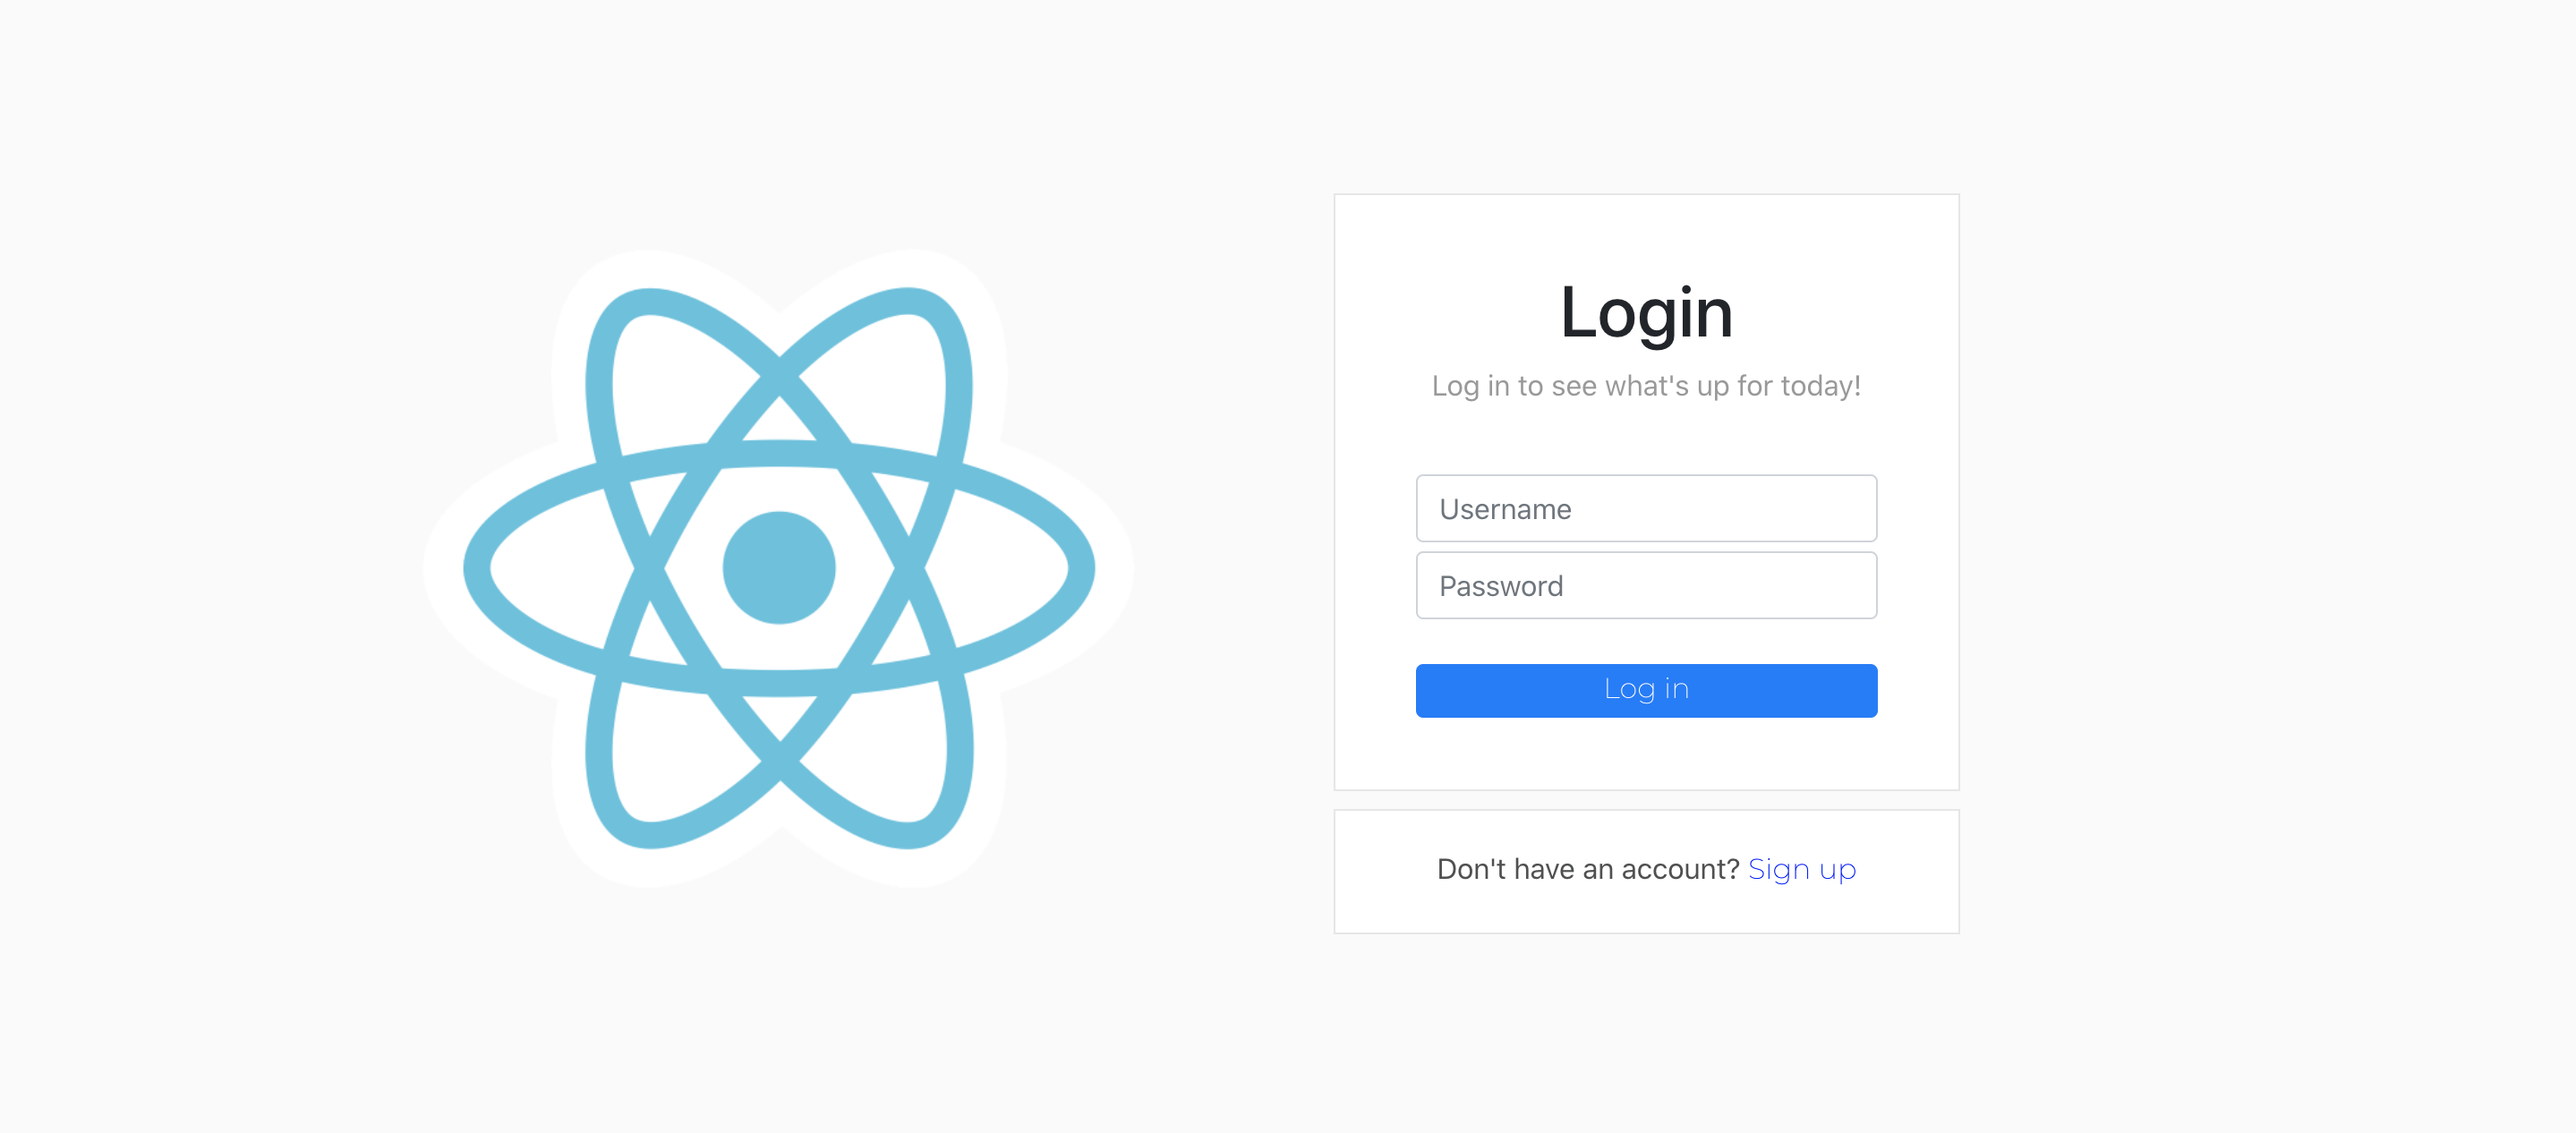 Login
Log in to see what's up for today!
Username
Password
Log in
Don't have an account? Sign up